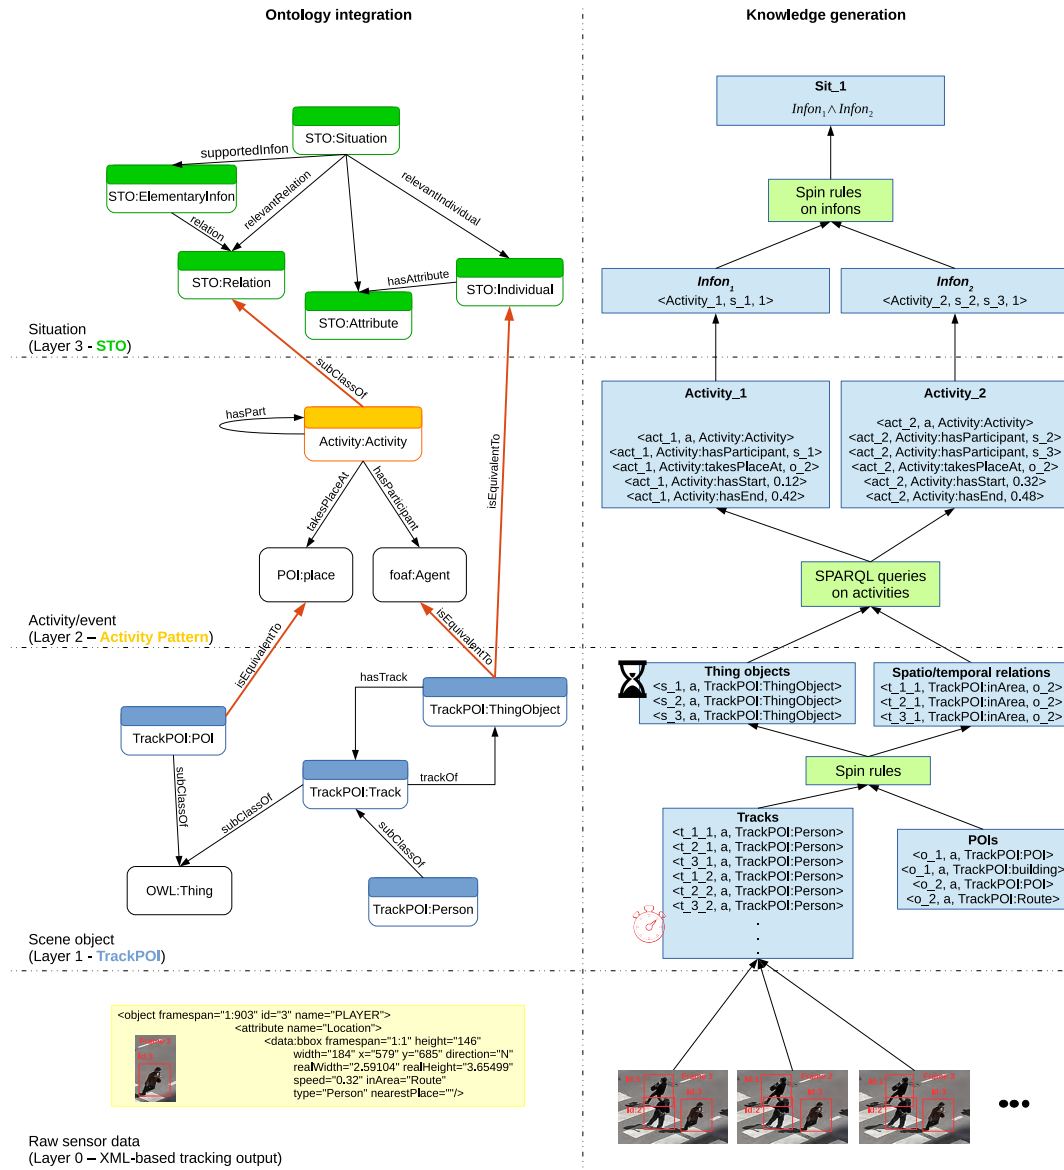 Ontology integration
Knowledge generation
STO:Situation
supportedInfon
STO:ElementaryInfon
relevantRelation
relevantIndividual
relation
STO:Relation
hasAttribute
STO:Individual
STO:Attribute
Situation
(Layer 3 - STO)
subClassOf
hasPart
Activity:Activity
isEquivalentTo
takesPlaceAt
hasParticipant
POI:place
foaf:Agent
Activity/event
(Layer 2 – Activity Pattern)
isEquivalentTo
isEquivalentTo
hasTrack
TrackPOI:ThingObject
TrackPOI:POI
trackOf
TrackPOI:Track
subClassOf
subClassOf
subClassOf
OWL:Thing
TrackPOI:Person
Scene object
(Layer 1 - TrackPOI)
<object framespan="1:903" id="3" name="PLAYER">
<attribute name="Location">
<data:bbox framespan="1:1" height="146"
width="184" x="579" y="685" direction="N"
realWidth="2.59104" realHeight="3.65499"
speed="0.32" inArea="Route"
type="Person" nearestPlace=""/>
Raw sensor data
(Layer 0 – XML-based tracking output)
Sit_1
Infon1 ∧ Infon2
Spin rules
on infons
Infon1
<Activity_1, s_1, 1>
Infon2
<Activity_2, s_2, s_3, 1>
Activity_1
<act_1, a, Activity:Activity>
<act_1, Activity:hasParticipant, s_1>
<act_1, Activity:takesPlaceAt, o_2>
<act_1, Activity:hasStart, 0.12>
<act_1, Activity:hasEnd, 0.42>
Activity_2
<act_2, a, Activity:Activity>
<act_2, Activity:hasParticipant, s_2>
<act_2, Activity:hasParticipant, s_3>
<act_2, Activity:takesPlaceAt, o_2>
<act_2, Activity:hasStart, 0.32>
<act_2, Activity:hasEnd, 0.48>
SPARQL queries
on activities
Thing objects
<s_1, a, TrackPOI:ThingObject>
<s_2, a, TrackPOI:ThingObject>
<s_3, a, TrackPOI:ThingObject>
Spatio/temporal relations
<t_1_1, TrackPOI:inArea, o_2>
<t_2_1, TrackPOI:inArea, o_2>
<t_3_1, TrackPOI:inArea, o_2>
Spin rules
Tracks
<t_1_1, a, TrackPOI:Person>
<t_2_1, a, TrackPOI:Person>
<t_3_1, a, TrackPOI:Person>
<t_1_2, a, TrackPOI:Person>
<t_2_2, a, TrackPOI:Person>
<t_3_2, a, TrackPOI:Person>
.
.
.
POIs
<o_1, a, TrackPOI:POI>
<o_1, a, TrackPOI:building>
<o_2, a, TrackPOI:POI>
<o_2, a, TrackPOI:Route>
Id:2
Id:2
Id:2